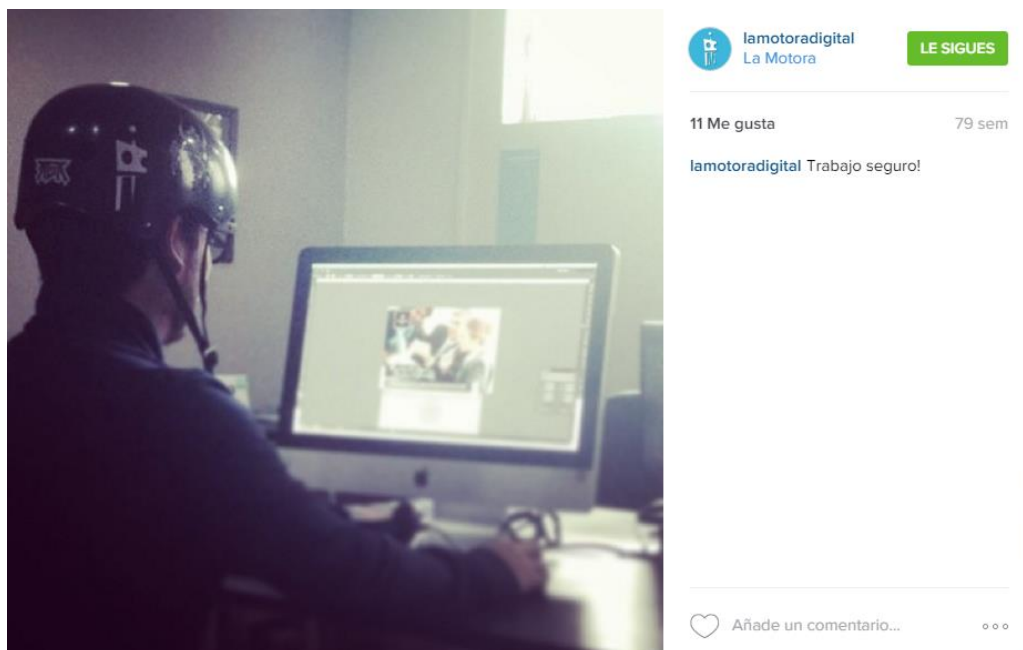 lamotoradigital
La Motora
LE SIGUES
11 Me gusta
79 sem
lamotoradigital Trabajo seguro!
Añade un comentario...